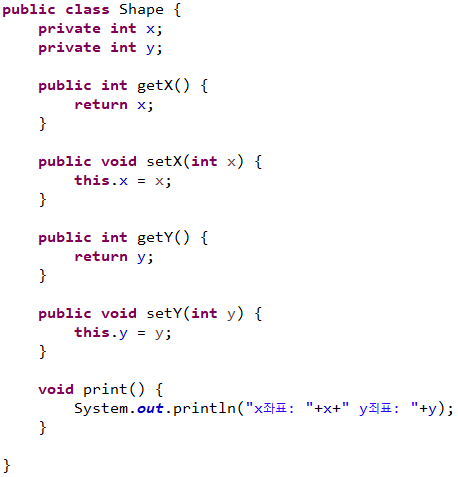 public class Shape {
    private int x;
    private int y;

    public int getX() {
        return x;
    }

    public void setX(int x) {
        this.x = x;
    }

    public int getY() {
        return y;
    }

    public void setY(int y) {
        this.y = y;
    }

    void print() {
        System.out.println("x좌표: "+x+" y죄표: "+y);
    }

}